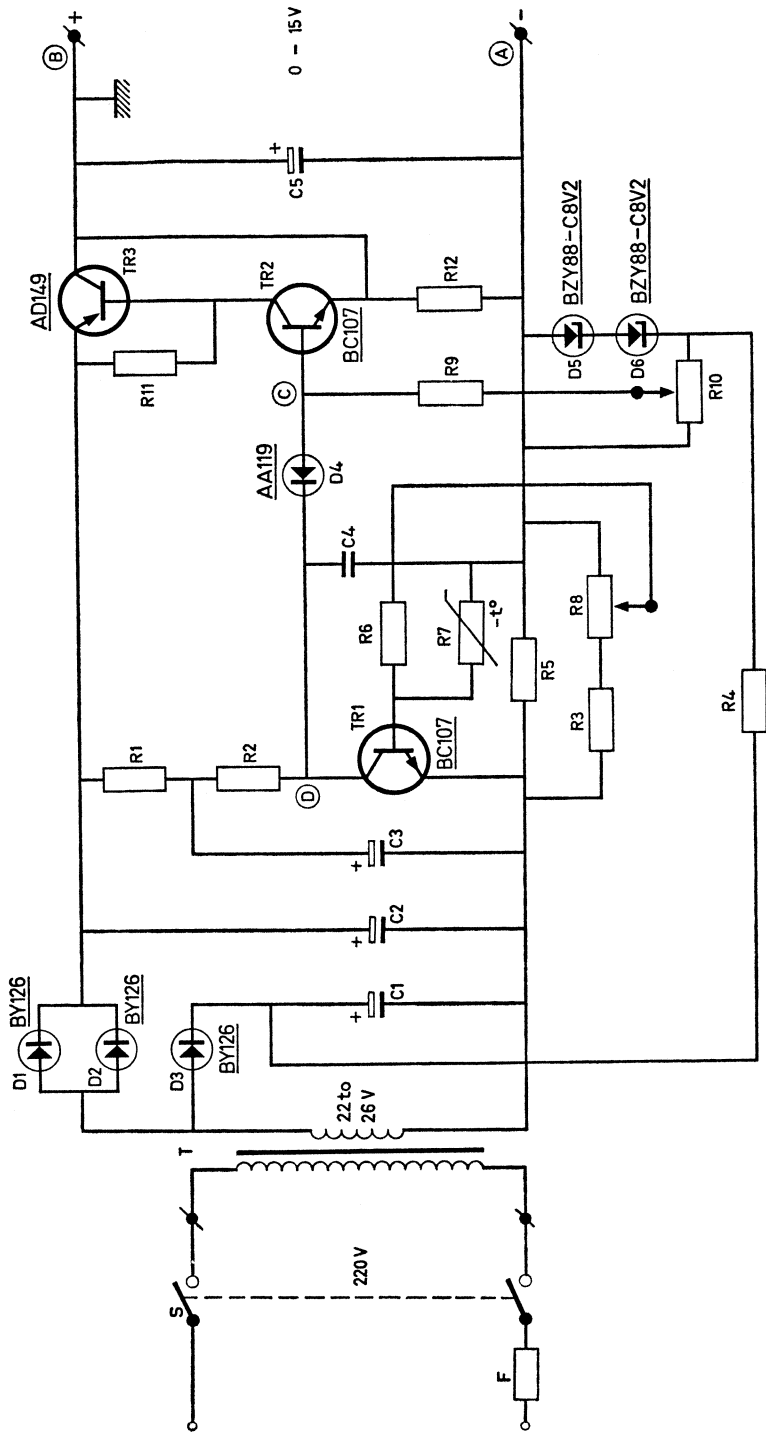 S
F
220 V
T
22 to
26 V
D1
BY126
D2
BY126
D3
BY126
+
C1
+
C2
+
C3
R1
R2
D
TR1
BC107
R3
R4
R5
R6
R7
-t°
R8
C4
AA119
D4
C
R9
R10
R11
AD149
TR3
TR2
BC107
R12
D5
BZY88-C8V2
D6
BZY88-C8V2
+
C5
B
+
0 - 15V
A
-